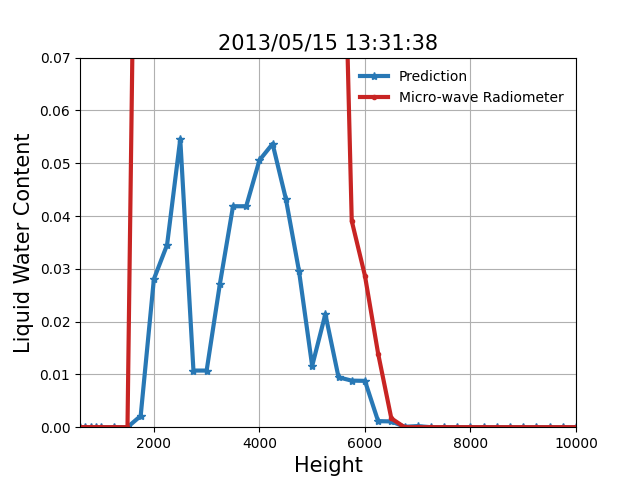 2013/05/15 13:31:38
Prediction
Micro-wave Radiometer
Liquid Water Content
0.07
0.06
0.05
0.04
0.03
0.02
0.01
0.00
2000 4000 6000 8000 10000
Height